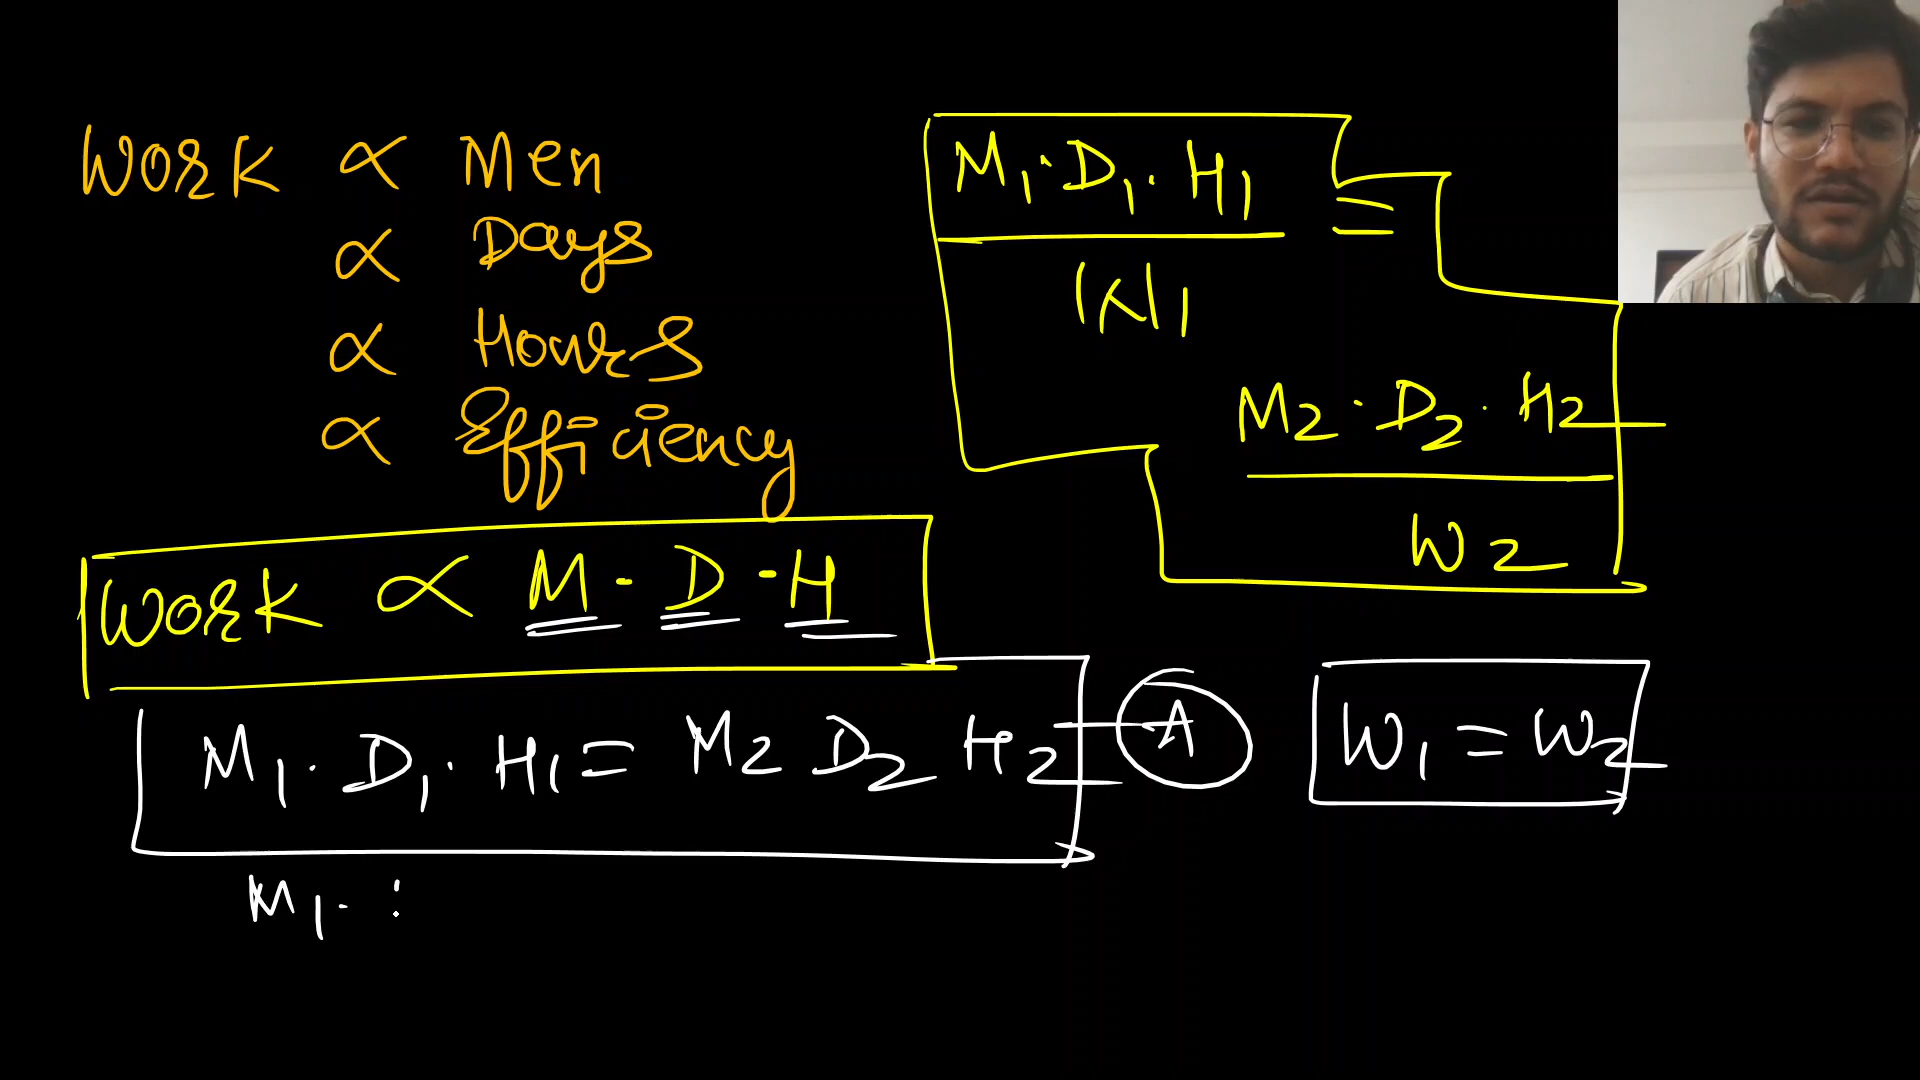 Work ∝ Men
∝ Days
∝ Hours
∝ Efficiency
Work ∝ M · D · H
M₁ · D₁ · H₁ =
W₁
M₂ · D₂ · H₂
W₂
M₁ · D₁ · H₁ = M₂ D₂ H₂ A
W₁ = W₂
M₁ ·